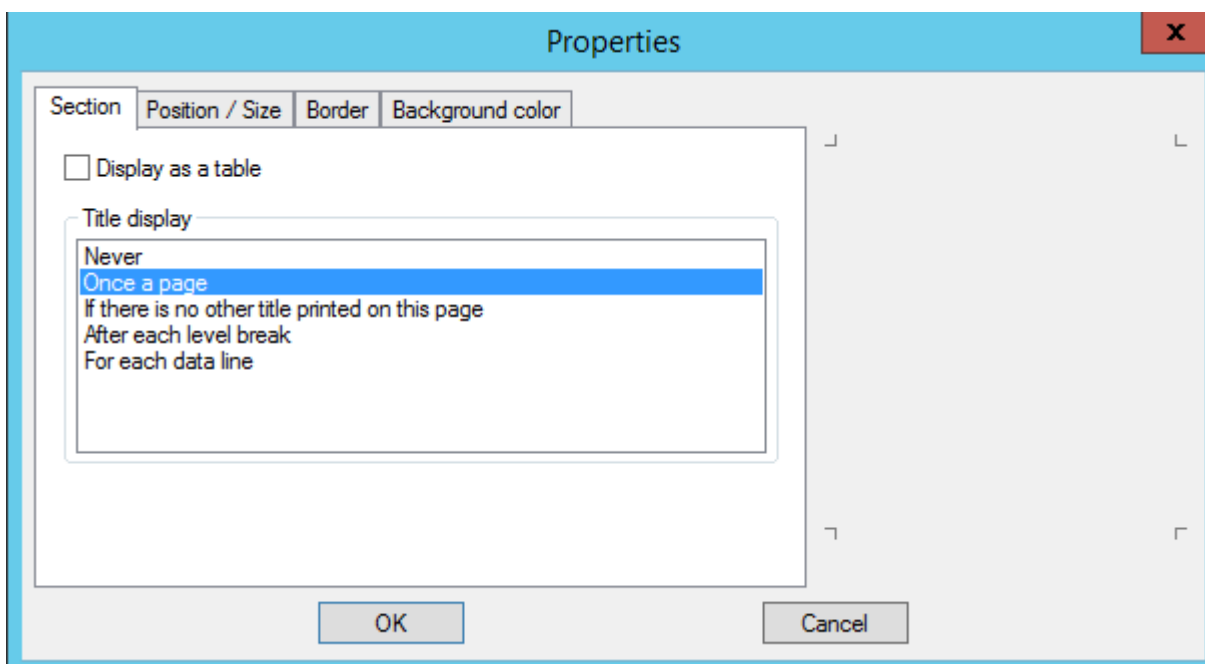 Properties
x
Section Position / Size Border Background color
Display as a table
Title display
Never
Once a page
If there is no other title printed on this page
After each level break
For each data line
OK Cancel